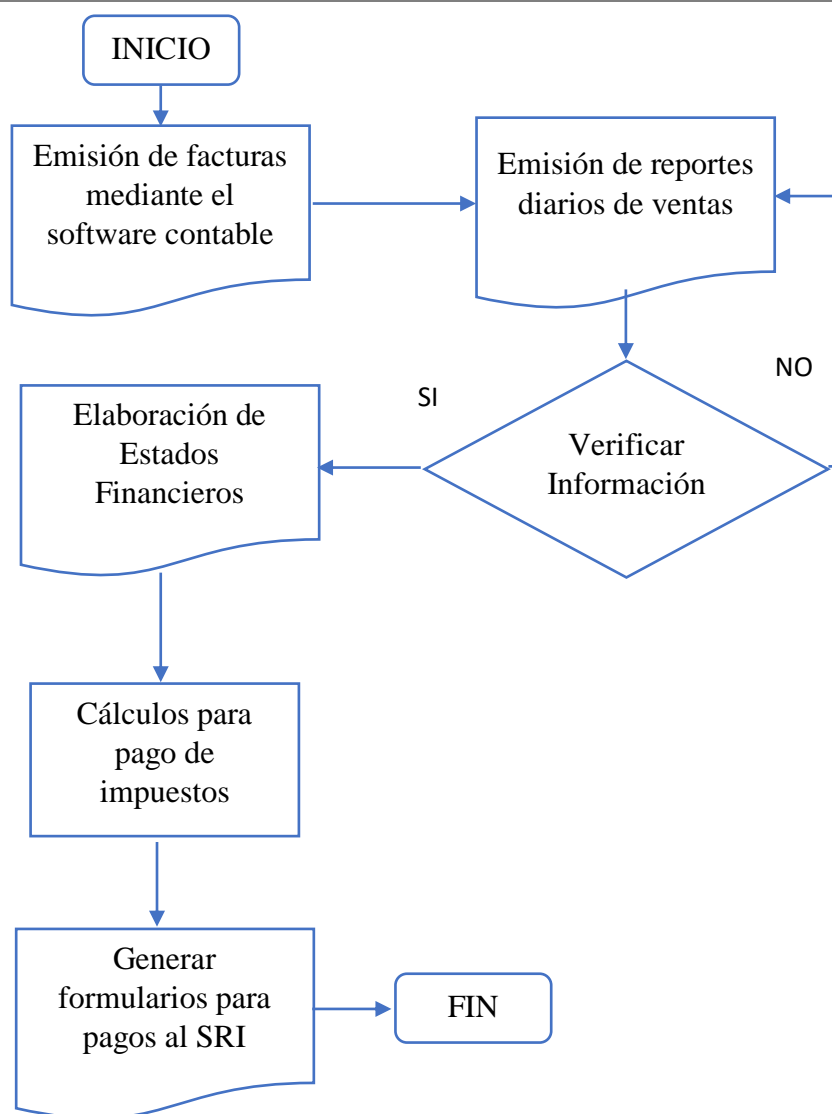 INICIO
Emisión de facturas
mediante el
software contable
Emisión de reportes
diarios de ventas
NO
SI
Verificar
Información
Elaboración de
Estados
Financieros
Cálculos para
pago de
impuestos
Generar
formularios para
pagos al SRI
FIN